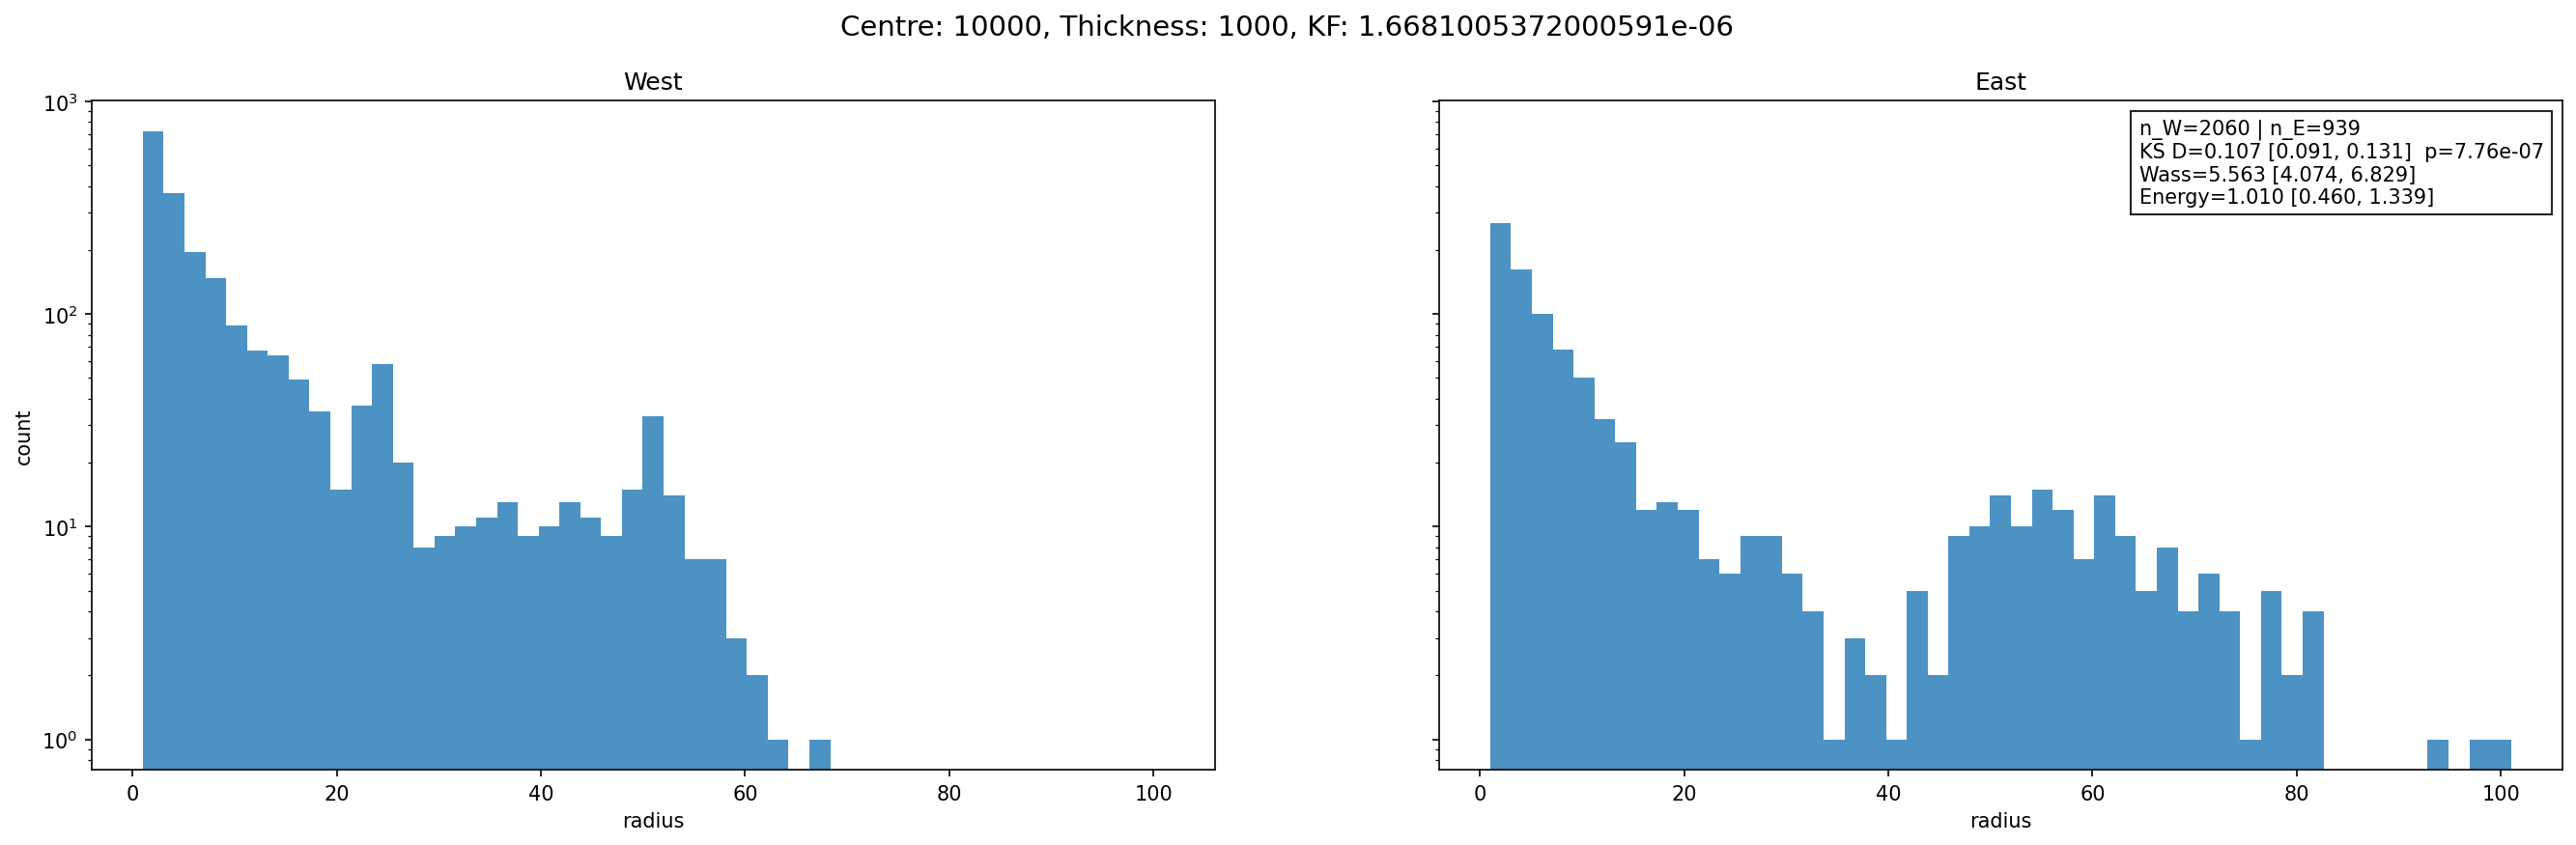 Centre: 10000, Thickness: 1000, KF: 1.6681005372000591e-06
West
10³
10²
10¹
10⁰
count
0 20 40 60 80 100
radius
East
n_W=2060 | n_E=939
KS D=0.107 [0.091, 0.131]  p=7.76e-07
Wass=5.563 [4.074, 6.829]
Energy=1.010 [0.460, 1.339]
0 20 40 60 80 100
radius